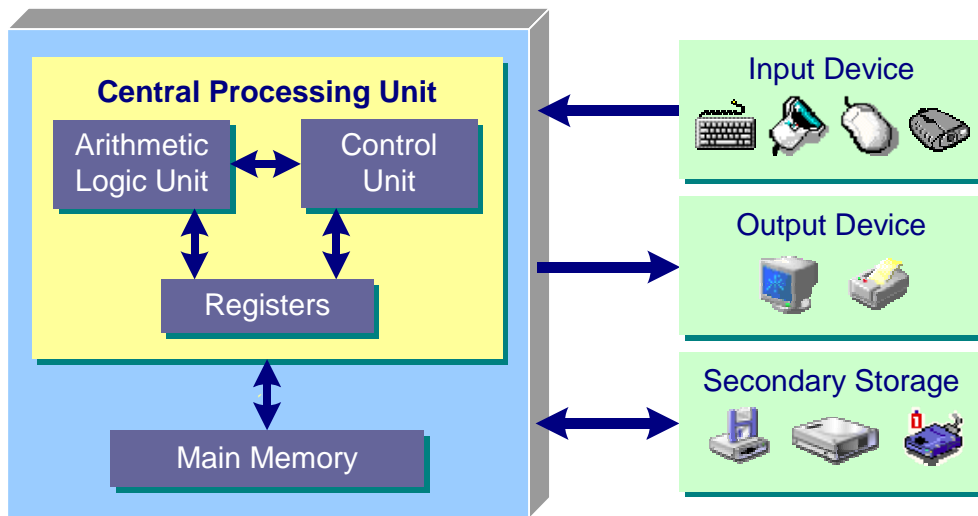 Central Processing Unit
Arithmetic
Logic Unit
Control
Unit
Registers
Main Memory
Input Device
Output Device
Secondary Storage